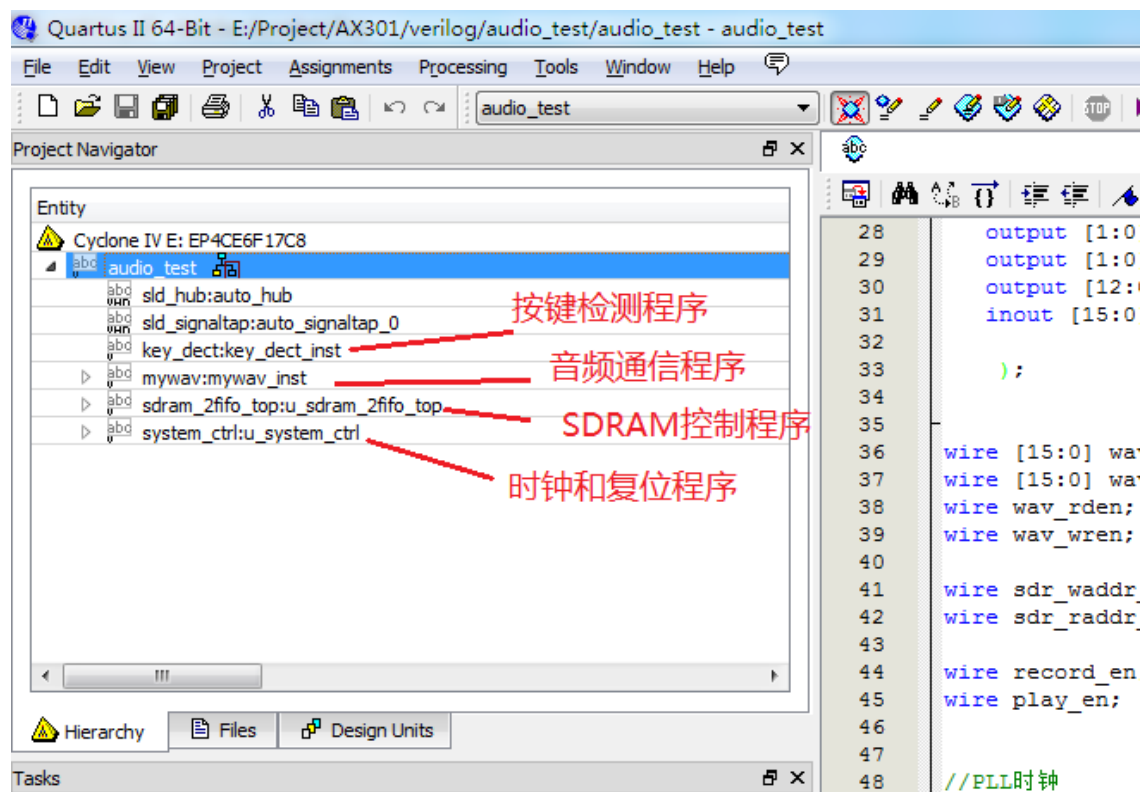 Quartus II 64-Bit - E:/Project/AX301/verilog/audio_test/audio_test - audio_test
File Edit View Project Assignments Processing Tools Window Help
audio_test
STOP
Project Navigator
abc
Entity
Cyclone IV E: EP4CE6F17C8
audio_test
sld_hub:auto_hub
sld_signaltap:auto_signaltap_0
key_dect:key_dect_inst
mywav:mywav_inst
sdram_2fifo_top:u_sdram_2fifo_top
system_ctrl:u_system_ctrl
按键检测程序
音频通信程序
SDRAM控制程序
时钟和复位程序
Hierarchy Files Design Units
Tasks
28 output [1:0
29 output [1:0
30 output [12:
31 inout [15:0
32
33 );
34
35
36 wire [15:0] wav
37 wire [15:0] wav
38 wire wav_rden;
39 wire wav_wren;
40
41 wire sdr_waddr_
42 wire sdr_raddr_
43
44 wire record_en
45 wire play_en;
46
47
48 //PLL时钟